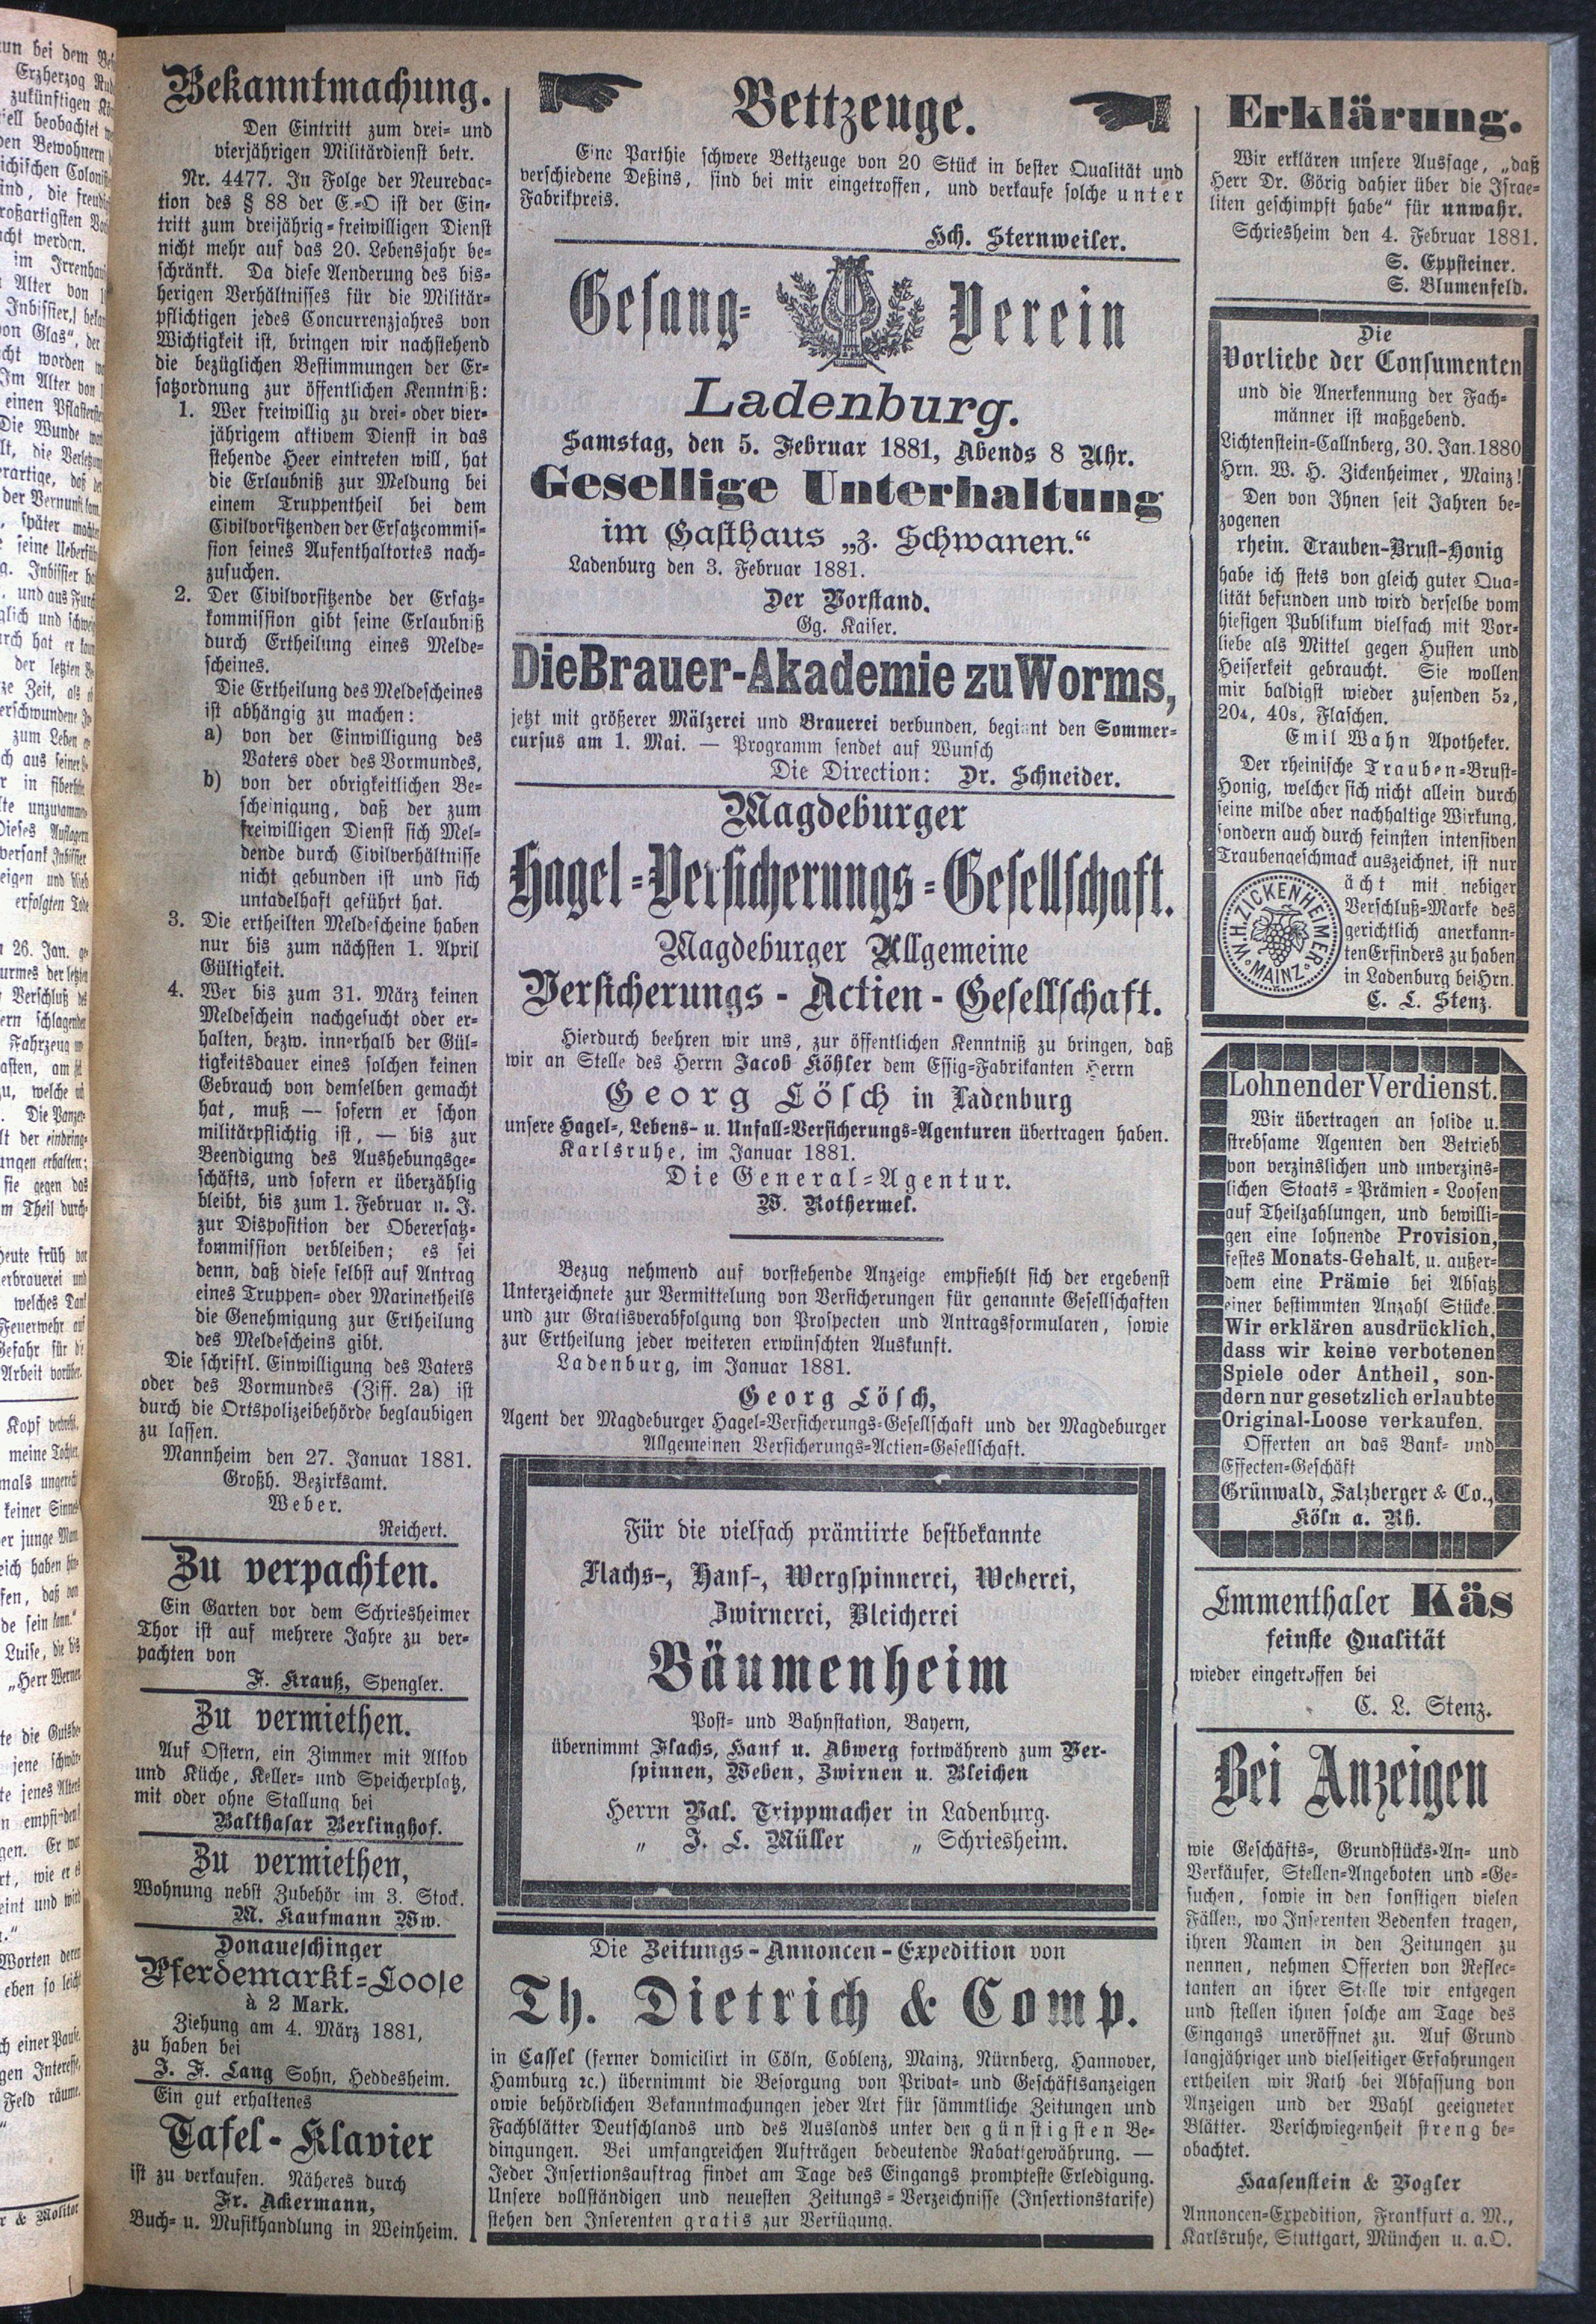 Bekanntmachung.
Den Eintritt zum drei- und
vierjährigen Militärdienst betr.
Nr. 4477. In Folge der Neuredac-
tion des § 88 der E.-O ist der Ein-
tritt zum dreijährig-freiwilligen Dienst
nicht mehr auf das 20. Lebensjahr be-
schränkt. Da diese Aenderung des bis-
herigen Verhältnisses für die Militär-
pflichtigen jedes Concurrenzjahres von
Wichtigkeit ist, bringen wir nachstehend
die bezüglichen Bestimmungen der Er-
satzordnung zur öffentlichen Kenntniß:
1. Wer freiwillig zu drei- oder vier-
jährigem aktivem Dienst in das
stehende Heer eintreten will, hat
die Erlaubniß zur Meldung bei
einem Truppentheil bei dem
Civilvorsitzenden der Ersatzcommis-
sion seines Aufenthaltortes nach-
zusuchen.
2. Der Civilvorsitzende der Ersatz-
kommission gibt seine Erlaubniß
durch Ertheilung eines Melde-
scheines.
Die Ertheilung des Meldescheines
ist abhängig zu machen:
a) von der Einwilligung des
Vaters oder des Vormundes,
b) von der obrigkeitlichen Be-
scheinigung, daß der zum
freiwilligen Dienst sich Mel-
dende durch Civilverhältnisse
nicht gebunden ist und sich
untadelhaft geführt hat.
3. Die ertheilten Meldescheine haben
nur bis zum nächsten 1. April
Gültigkeit.
4. Wer bis zum 31. März keinen
Meldeschein nachgesucht oder er-
halten, bezw. innerhalb der Gül-
tigkeitsdauer eines solchen keinen
Gebrauch von demselben gemacht
hat, muß — sofern er schon
militärpflichtig ist, — bis zur
Beendigung des Aushebungsge-
schäfts, und sofern er überzählig
bleibt, bis zum 1. Februar n. J.
zur Disposition der Oberersatz-
kommission verbleiben; es sei
denn, daß diese selbst auf Antrag
eines Truppen- oder Marinetheils
die Genehmigung zur Ertheilung
des Meldescheins gibt.
Die schriftl. Einwilligung des Vaters
oder des Vormundes (Ziff. 2a) ist
durch die Ortspolizeibehörde beglaubigen
zu lassen.
Mannheim den 27. Januar 1881.
Großh. Bezirksamt.
Weber.
Reichert.
Zu verpachten.
Ein Garten vor dem Schriesheimer
Thor ist auf mehrere Jahre zu ver-
pachten von
F. Krauß, Spengler.
Zu vermiethen.
Auf Ostern, ein Zimmer mit Alkov
und Küche, Keller- und Speicherplatz,
mit oder ohne Stallung bei
Balthasar Berlinghof.
Zu vermiethen,
Wohnung nebst Zubehör im 3. Stock.
M. Kaufmann Ww.
Donaueschinger
Pferdemarkt-Loose
à 2 Mark.
Ziehung am 4. März 1881,
zu haben bei
J. F. Lang Sohn, Heddesheim.
Ein gut erhaltenes
Tafel-Klavier
ist zu verkaufen. Näheres durch
Fr. Ackermann,
Buch- u. Musikhandlung in Weinheim.
Bettzeuge.
Eine Parthie schwere Bettzeuge von 20 Stück in bester Qualität und
verschiedene Deßins, sind bei mir eingetroffen, und verkaufe solche unter
Fabrikpreis.
Hch. Sternweiler.
Gesang- Verein
Ladenburg.
Samstag, den 5. Februar 1881, Abends 8 Uhr.
Gesellige Unterhaltung
im Gasthaus „z. Schwanen.“
Ladenburg den 3. Februar 1881.
Der Vorstand.
Gg. Kaiser.
Die Brauer-Akademie zu Worms,
jetzt mit größerer Mälzerei und Brauerei verbunden, beginnt den Sommer-
cursus am 1. Mai. — Programm sendet auf Wunsch
Die Direction: Dr. Schneider.
Magdeburger
Hagel-Versicherungs-Gesellschaft.
Magdeburger Allgemeine
Versicherungs-Actien-Gesellschaft.
Hierdurch beehren wir uns, zur öffentlichen Kenntniß zu bringen, daß
wir an Stelle des Herrn Jacob Köhler dem Essig-Fabrikanten Herrn
Georg Lösch in Ladenburg
unsere Hagel-, Lebens- u. Unfall-Versicherungs-Agenturen übertragen haben.
Karlsruhe, im Januar 1881.
Die General-Agentur.
W. Rothermel.
Bezug nehmend auf vorstehende Anzeige empfiehlt sich der ergebenst
Unterzeichnete zur Vermittelung von Versicherungen für genannte Gesellschaften
und zur Gratisverabfolgung von Prospecten und Antragsformularen, sowie
zur Ertheilung jeder weiteren erwünschten Auskunft.
Ladenburg, im Januar 1881.
Georg Lösch,
Agent der Magdeburger Hagel-Versicherungs-Gesellschaft und der Magdeburger
Allgemeinen Versicherungs-Actien-Gesellschaft.
Für die vielfach prämiirte bestbekannte
Flachs-, Hanf-, Wergspinnerei, Weberei,
Zwirnerei, Bleicherei
Bäumenheim
Post- und Bahnstation, Bayern,
übernimmt Flachs, Hanf u. Abwerg fortwährend zum Ver-
spinnen, Weben, Zwirnen u. Bleichen
Herrn Val. Trippmacher in Ladenburg.
„ J. L. Müller „ Schriesheim.
Die Zeitungs-Annoncen-Expedition von
Th. Dietrich & Comp.
in Cassel (ferner domicilirt in Cöln, Coblenz, Mainz, Nürnberg, Hannover,
Hamburg ꝛc.) übernimmt die Besorgung von Privat- und Geschäftsanzeigen
owie behördlichen Bekanntmachungen jeder Art für sämmtliche Zeitungen und
Fachblätter Deutschlands und des Auslands unter den günstigsten Be-
dingungen. Bei umfangreichen Aufträgen bedeutende Rabattgewährung. —
Jeder Insertionsauftrag findet am Tage des Eingangs prompteste Erledigung.
Unsere vollständigen und neuesten Zeitungs-Verzeichnisse (Insertionstarife)
stehen den Inserenten gratis zur Verfügung.
Erklärung.
Wir erklären unsere Aussage, „daß
Herr Dr. Görig dahier über die Israe-
liten geschimpft habe“ für unwahr.
Schriesheim den 4. Februar 1881.
S. Eppsteiner.
S. Blumenfeld.
Die
Vorliebe der Consumenten
und die Anerkennung der Fach-
männer ist maßgebend.
Lichtenstein-Callnberg, 30. Jan. 1880
Hrn. W. H. Zickenheimer, Mainz!
Den von Ihnen seit Jahren be-
zogenen
rhein. Trauben-Brust-Honig
habe ich stets von gleich guter Qua-
lität befunden und wird derselbe vom
hiesigen Publikum vielfach mit Vor-
liebe als Mittel gegen Husten und
Heiserkeit gebraucht. Sie wollen
mir baldigst wieder zusenden 5₂,
20₄, 40₈, Flaschen.
Emil Wahn Apotheker.
Der rheinische Trauben-Brust-
Honig, welcher sich nicht allein durch
seine milde aber nachhaltige Wirkung,
sondern auch durch feinsten intensiven
Traubengeschmack auszeichnet, ist nur
ächt mit nebiger
Verschluß-Marke des
gerichtlich anerkann-
ten Erfinders zu haben
in Ladenburg bei Hrn.
C. L. Stenz.
W. H. ZICKENHEIMER MAINZ
Lohnender Verdienst.
Wir übertragen an solide u.
strebsame Agenten den Betrieb
von verzinslichen und unverzins-
lichen Staats-Prämien-Loosen
auf Theilzahlungen, und bewilli-
gen eine lohnende Provision,
festes Monats-Gehalt, u. außer-
dem eine Prämie bei Absatz
einer bestimmten Anzahl Stücke.
Wir erklären ausdrücklich,
dass wir keine verbotenen
Spiele oder Antheil, son-
dern nur gesetzlich erlaubte
Original-Loose verkaufen.
Offerten an das Bank- und
Effecten-Geschäft
Grünwald, Salzberger & Co.,
Köln a. Rh.
Emmenthaler Käs
feinste Qualität
wieder eingetroffen bei
C. L. Stenz.
Bei Anzeigen
wie Geschäfts-, Grundstücks-An- und
Verkäufer, Stellen-Angeboten und -Ge-
suchen, sowie in den sonstigen vielen
Fällen, wo Inserenten Bedenken tragen,
ihren Namen in den Zeitungen zu
nennen, nehmen Offerten von Reflec-
tanten an ihrer Stelle wir entgegen
und stellen ihnen solche am Tage des
Eingangs uneröffnet zu. Auf Grund
langjähriger und vielseitiger Erfahrungen
ertheilen wir Rath bei Abfassung von
Anzeigen und der Wahl geeigneter
Blätter. Verschwiegenheit streng be-
obachtet.
Haasenstein & Vogler
Annoncen-Expedition, Frankfurt a. M.,
Karlsruhe, Stuttgart, München u. a. O.